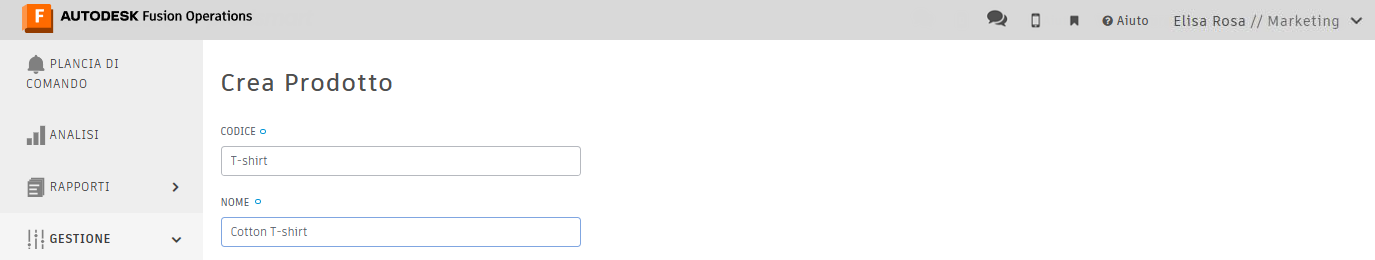 F AUTODESK Fusion Operations
Aiuto
Elisa Rosa // Marketing
PLANCIA DI
COMANDO
ANALISI
RAPPORTI
GESTIONE
Crea Prodotto
CODICE
T-shirt
NOME
Cotton T-shirt